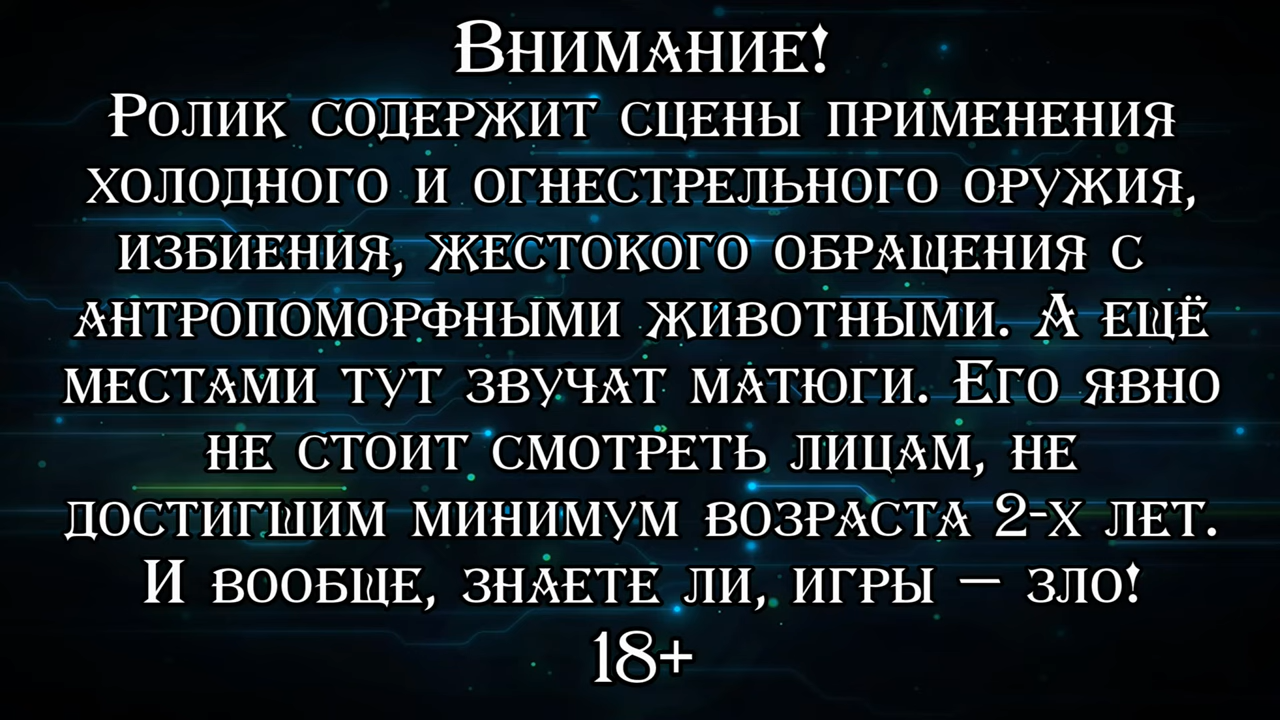 Внимание!
Ролик содержит сцены применения
холодного и огнестрельного оружия,
избиения, жестокого обращения с
антропоморфными животными. А ещё
местами тут звучат матюги. Его явно
не стоит смотреть лицам, не
достигшим минимум возраста 2-х лет.
И вообще, знаете ли, игры — зло!
18+